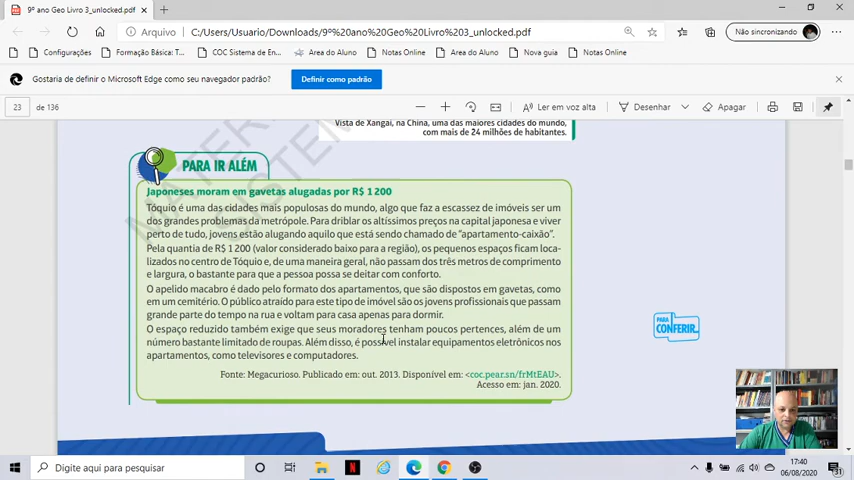 9º ano Geo Livro 3_unlocked.pdf
Arquivo
C:/Users/Usuario/Downloads/9º%20ano%20Geo%20Livro%203_unlocked.pdf
Não sincronizando
Configurações
Formação Básica: T...
COC Sistema de En...
Área do Aluno
Notas Online
Area do Aluno
Nova guia
Notas Online
Gostaria de definir o Microsoft Edge como seu navegador padrão?
Definir como padrão
23 de 136
Ler em voz alta
Desenhar
Apagar
Vista de Xangai, na China, uma das maiores cidades do mundo,
com mais de 24 milhões de habitantes.
PARA IR ALÉM
Japoneses moram em gavetas alugadas por R$ 1 200
Tóquio é uma das cidades mais populosas do mundo, algo que faz a escassez de imóveis ser um
dos grandes problemas da metrópole. Para driblar os altíssimos preços na capital japonesa e viver
perto de tudo, jovens estão alugando aquilo que está sendo chamado de “apartamento-caixão”.
Pela quantia de R$ 1 200 (valor considerado baixo para a região), os pequenos espaços ficam loca-
lizados no centro de Tóquio e, de uma maneira geral, não passam dos três metros de comprimento
e largura, o bastante para que a pessoa possa se deitar com conforto.
O apelido macabro é dado pelo formato dos apartamentos, que são dispostos em gavetas, como
em um cemitério. O público atraído para este tipo de imóvel são os jovens profissionais que passam
grande parte do tempo na rua e voltam para casa apenas para dormir.
O espaço reduzido também exige que seus moradores tenham poucos pertences, além de um
número bastante limitado de roupas. Além disso, é possível instalar equipamentos eletrônicos nos
apartamentos, como televisores e computadores.
Fonte: Megacurioso. Publicado em: out. 2013. Disponível em: <coc.pear.sn/frMtEAU>.
Acesso em: jan. 2020.
PARA
CONFERIR
Digite aqui para pesquisar
17:40
06/08/2020
31